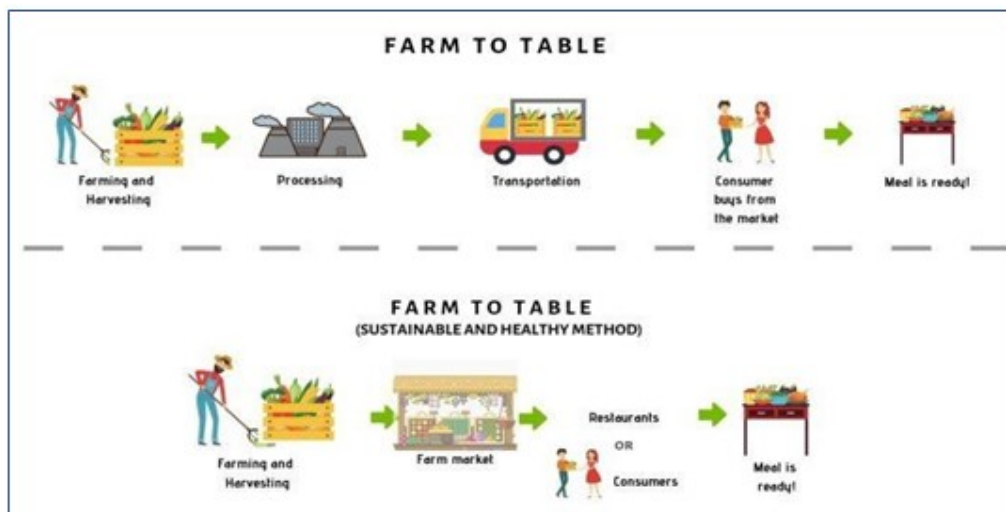 FARM TO TABLE
Farming and
Harvesting
Processing
Transportation
Consumer
buys from
the market
Meal is ready!
FARM TO TABLE
(SUSTAINABLE AND HEALTHY METHOD)
Farming and
Harvesting
Farm market
Restaurants
OR
Consumers
Meal is
ready!